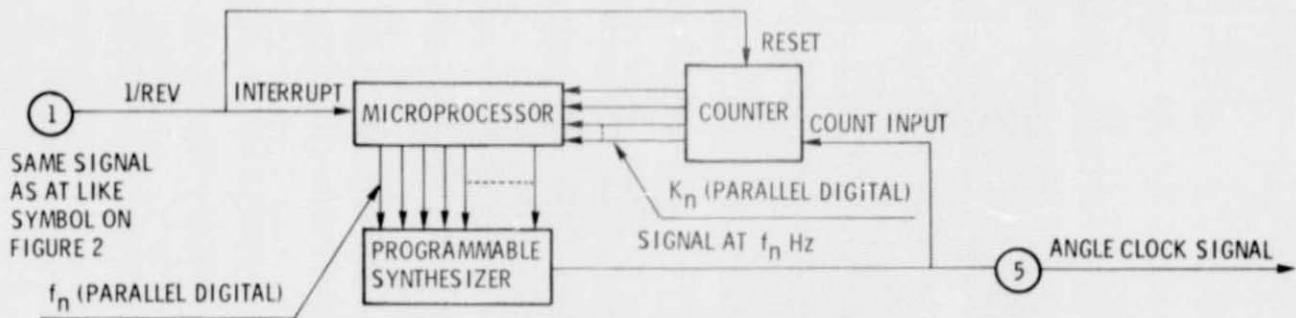 RESET
1/REV
INTERRUPT
1
MICROPROCESSOR
COUNTER
COUNT INPUT
SAME SIGNAL
AS AT LIKE
SYMBOL ON
FIGURE 2
Kn (PARALLEL DIGITAL)
SIGNAL AT fn Hz
PROGRAMMABLE
SYNTHESIZER
5
ANGLE CLOCK SIGNAL
fn (PARALLEL DIGITAL)